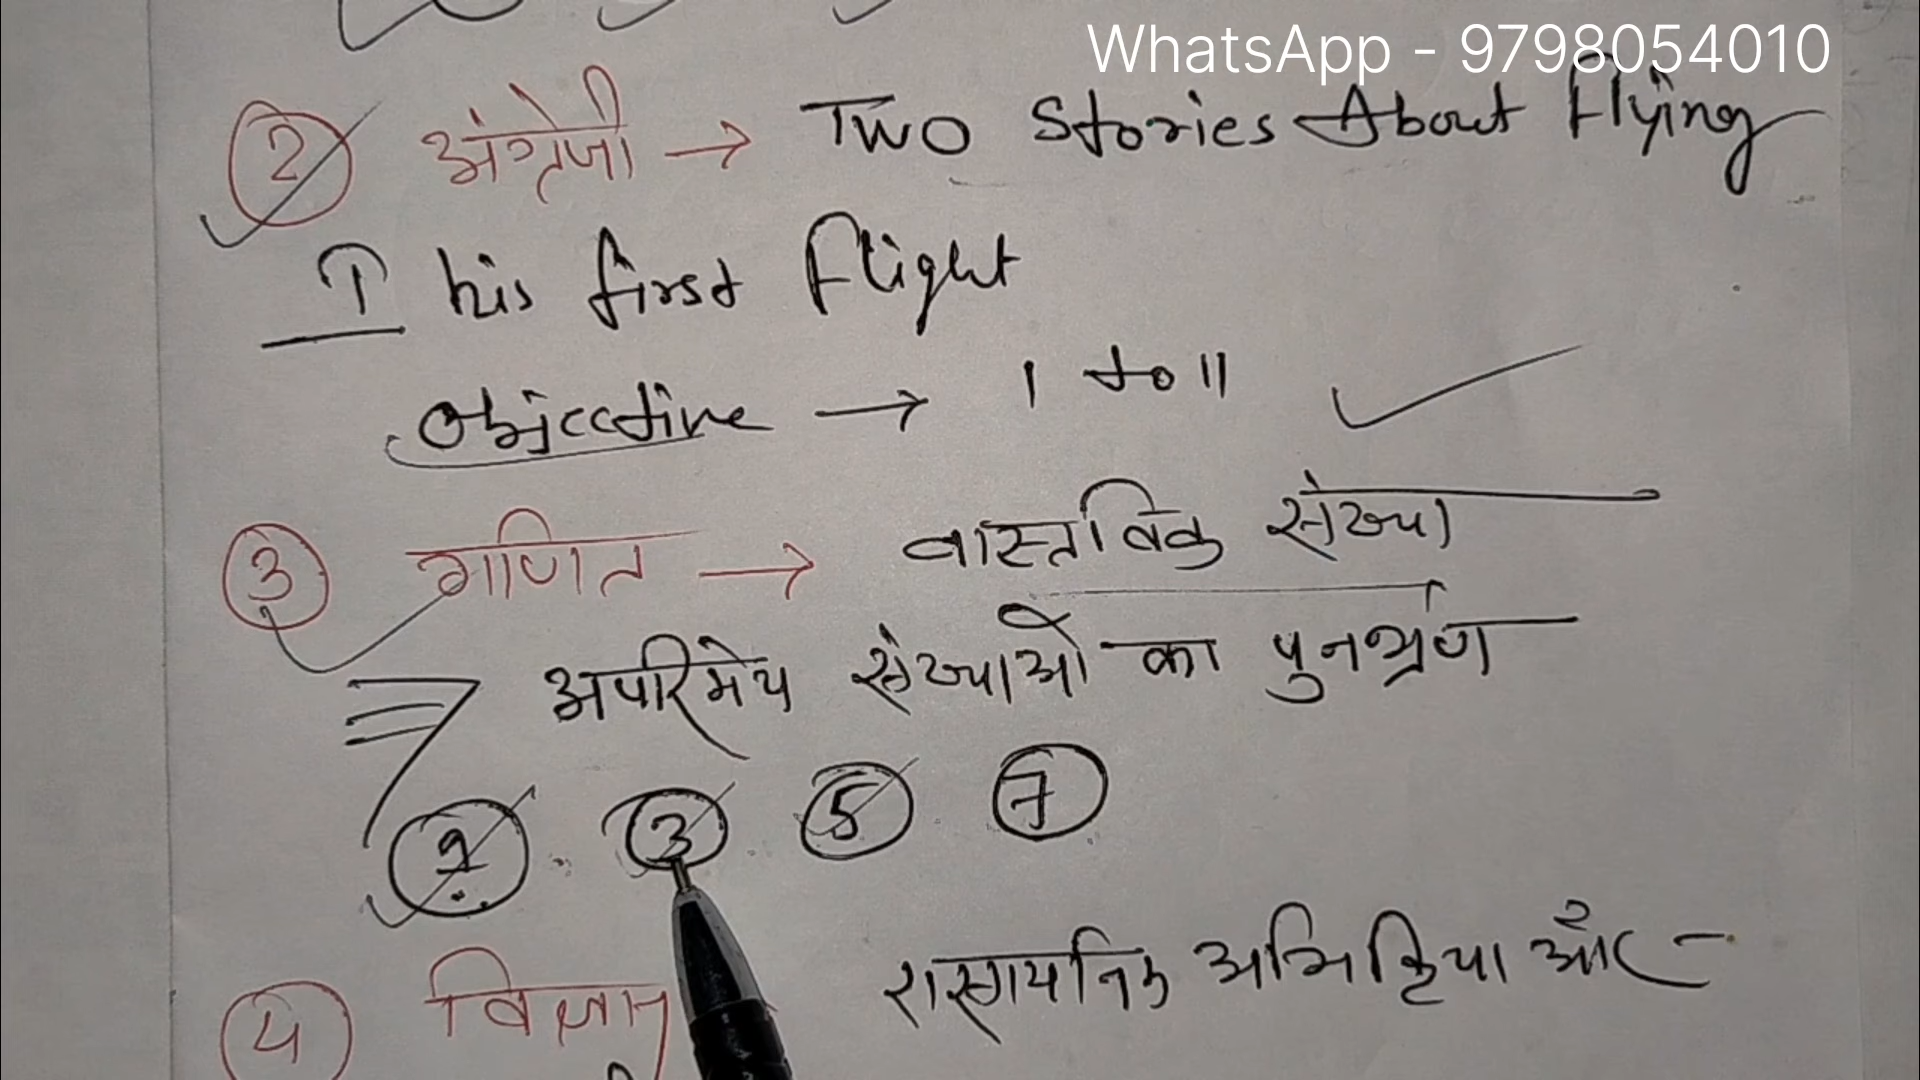 WhatsApp - 9798054010
② अंग्रेजी → Two Stories About Flying
I his first flight
Objective → 1 to 11
③ गणित → वास्तविक संख्या
अपरिमेय संख्याओं का पुनर्भ्रण
2 3 5 7
④ विज्ञान रासायनिक अभिक्रिया और -